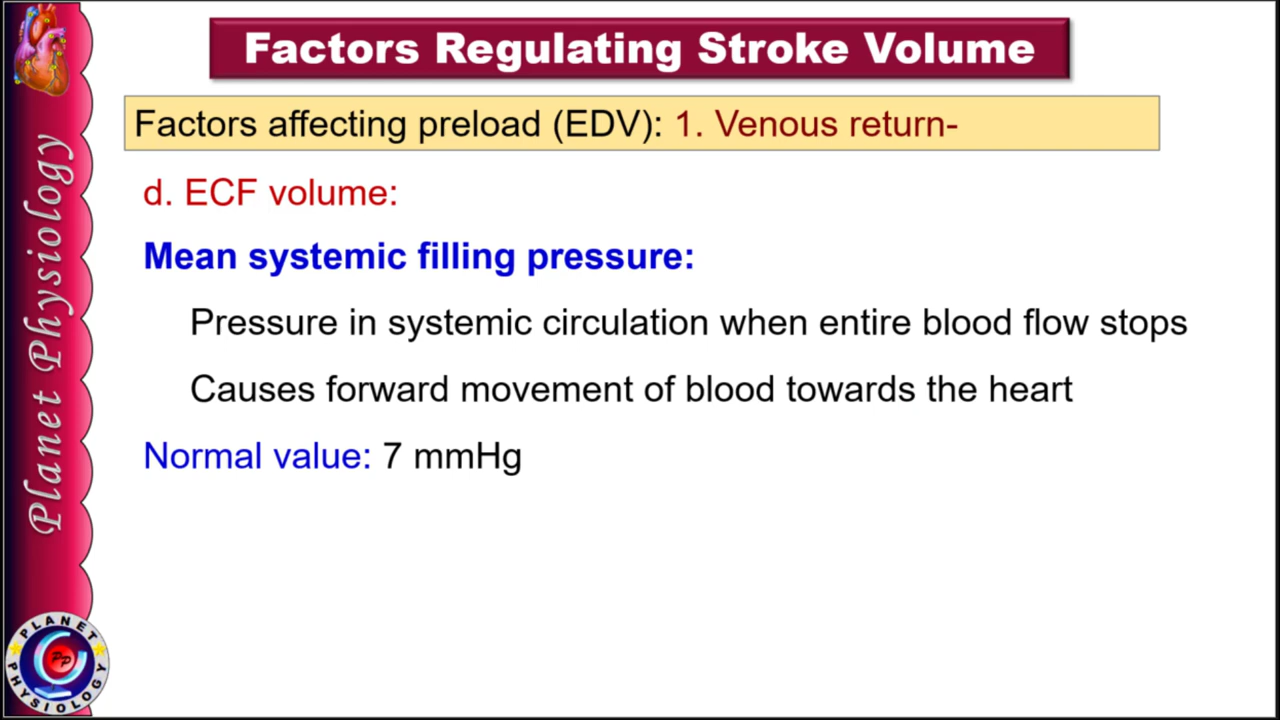 Factors Regulating Stroke Volume
Factors affecting preload (EDV): 1. Venous return-
d. ECF volume:
Mean systemic filling pressure:
Pressure in systemic circulation when entire blood flow stops
Causes forward movement of blood towards the heart
Normal value: 7 mmHg
Planet Physiology
PLANET
PP
PHYSIOLOGY